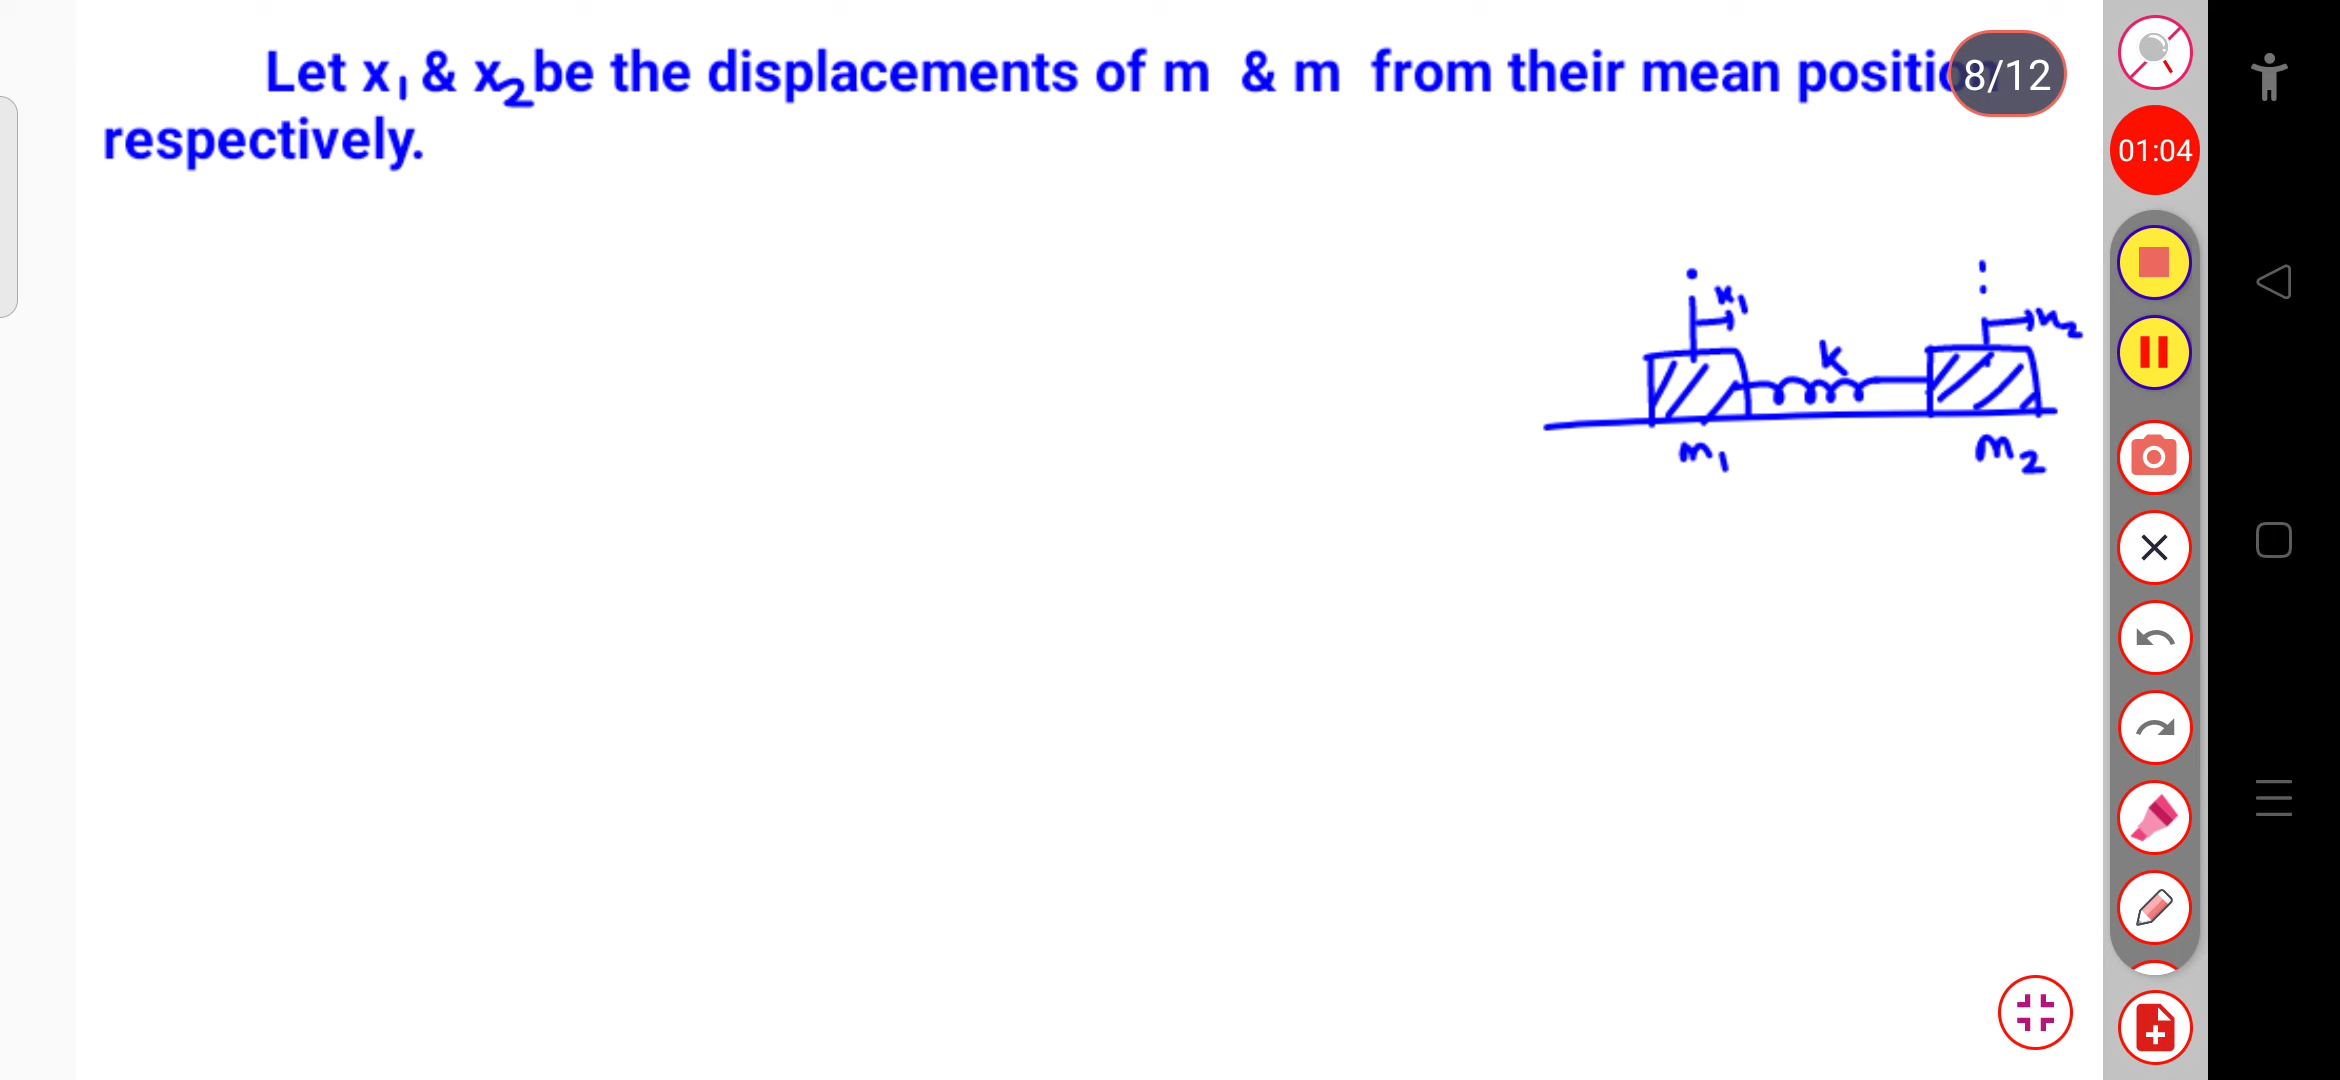 Let x₁ & x₂ be the displacements of m & m from their mean positio
respectively.
8/12
01:04
x₁
x₂
k
m₁
m₂